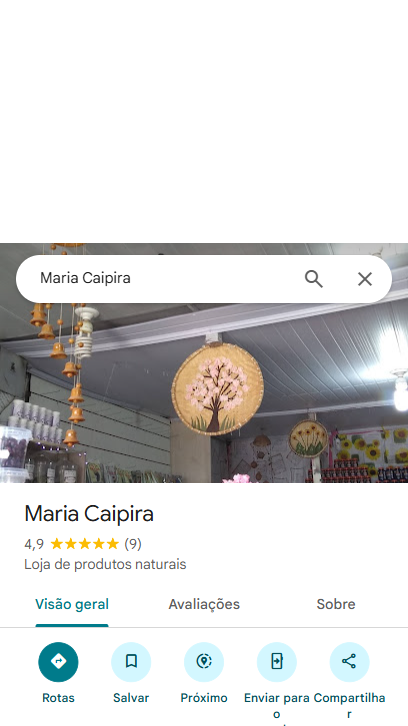 Maria Caipira
Maria Caipira
4,9 (9)
Loja de produtos naturais
Visão geral
Avaliações
Sobre
Rotas
Salvar
Próximo
Enviar para
o
Compartilha
r